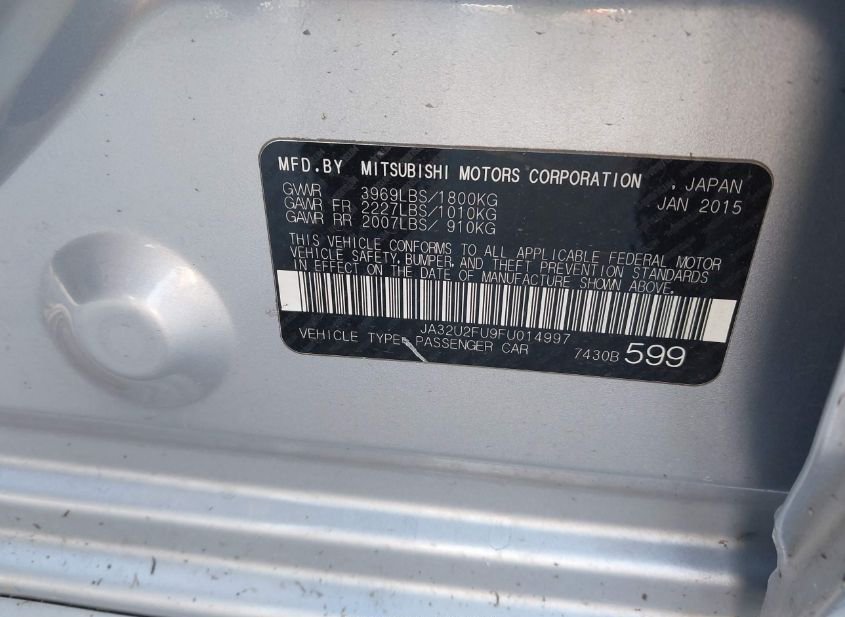 MFD.BY MITSUBISHI MOTORS CORPORATION , JAPAN
GVWR 3969LBS/1800KG JAN 2015
GAWR FR 2227LBS/1010KG
GAWR RR 2007LBS/ 910KG
THIS VEHICLE CONFORMS TO ALL APPLICABLE FEDERAL MOTOR
VEHICLE SAFETY, BUMPER, AND THEFT PREVENTION STANDARDS
IN EFFECT ON THE DATE OF MANUFACTURE SHOWN ABOVE.
JA32U2FU9FU014997
VEHICLE TYPE: PASSENGER CAR 7430B 599